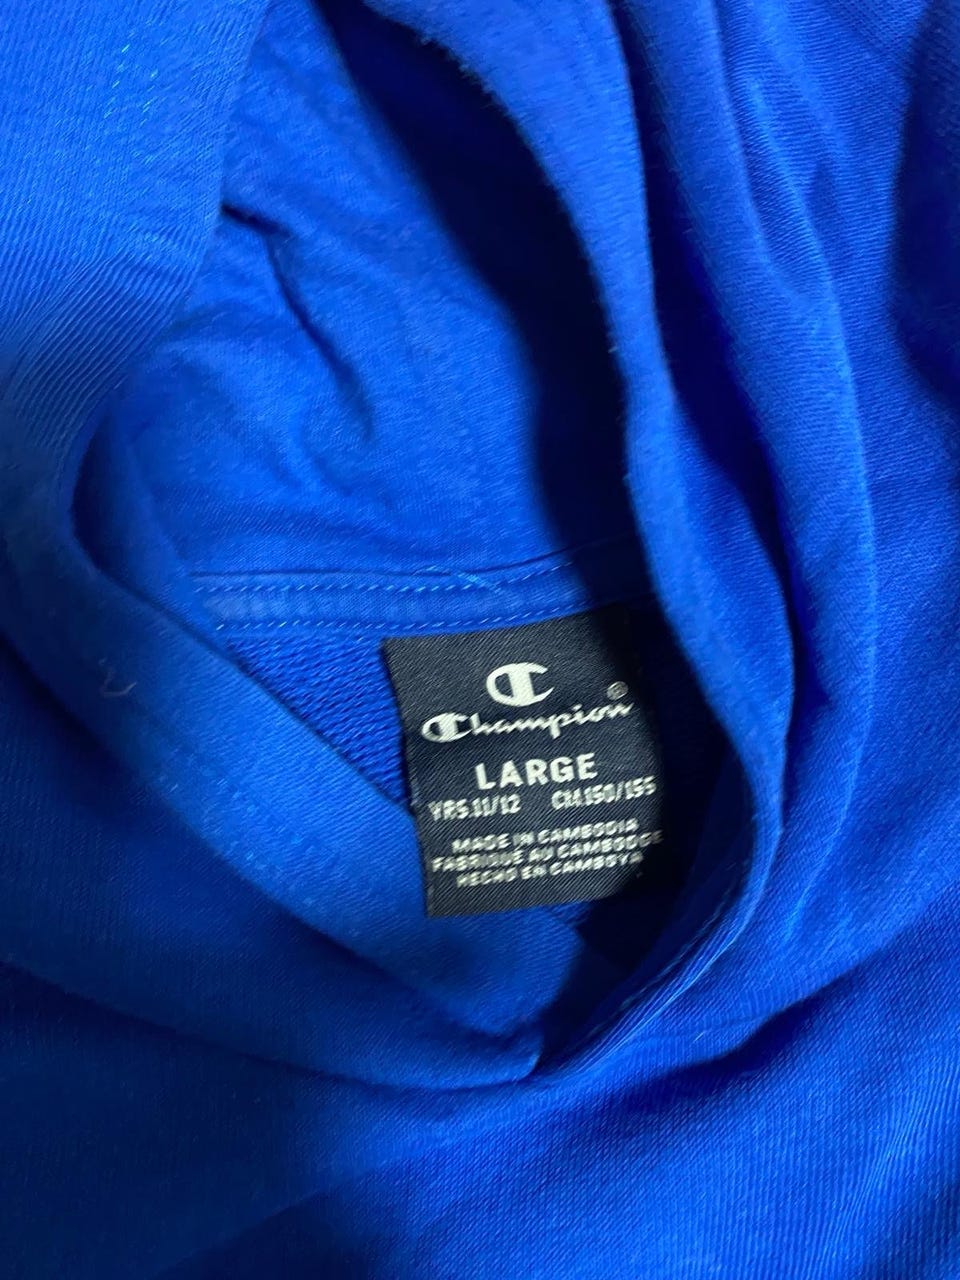 C
Champion®
LARGE
YRS.11/12 CM.150/155
MADE IN CAMBODIA
FABRIQUÉ AU CAMBODGE
HECHO EN CAMBOYA